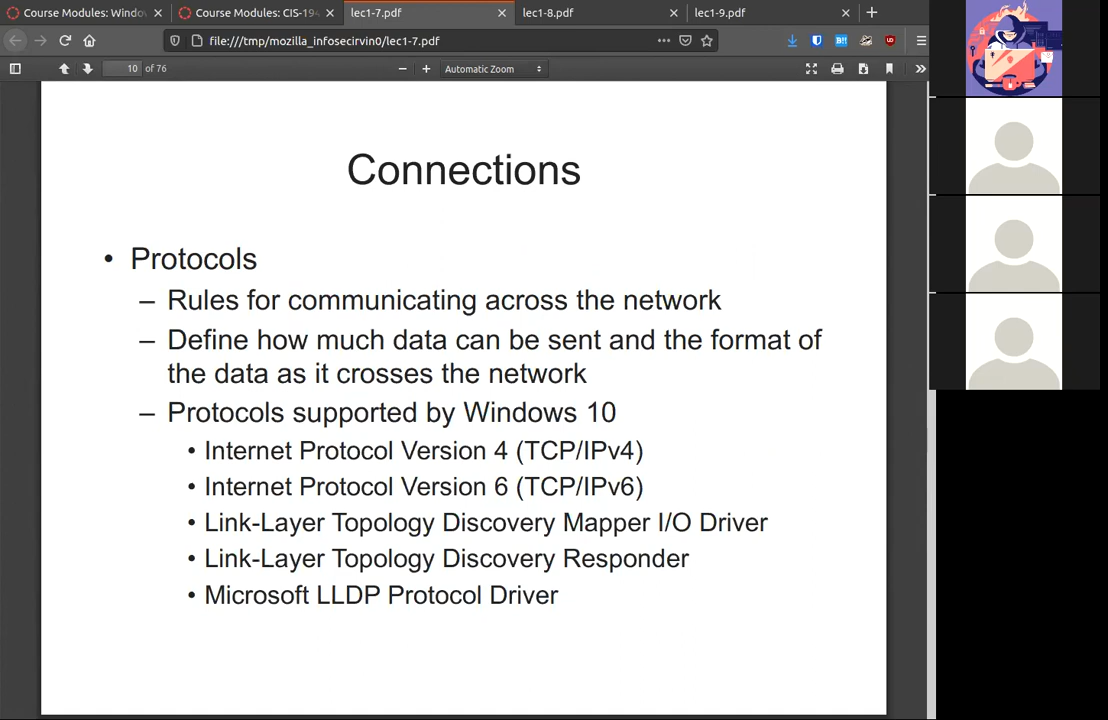 Course Modules: Windov
Course Modules: CIS-194
lec1-7.pdf
lec1-8.pdf
lec1-9.pdf
file:///tmp/mozilla_infosecirvin0/lec1-7.pdf
10 of 76
Automatic Zoom
Connections
• Protocols
– Rules for communicating across the network
– Define how much data can be sent and the format of
the data as it crosses the network
– Protocols supported by Windows 10
• Internet Protocol Version 4 (TCP/IPv4)
• Internet Protocol Version 6 (TCP/IPv6)
• Link-Layer Topology Discovery Mapper I/O Driver
• Link-Layer Topology Discovery Responder
• Microsoft LLDP Protocol Driver